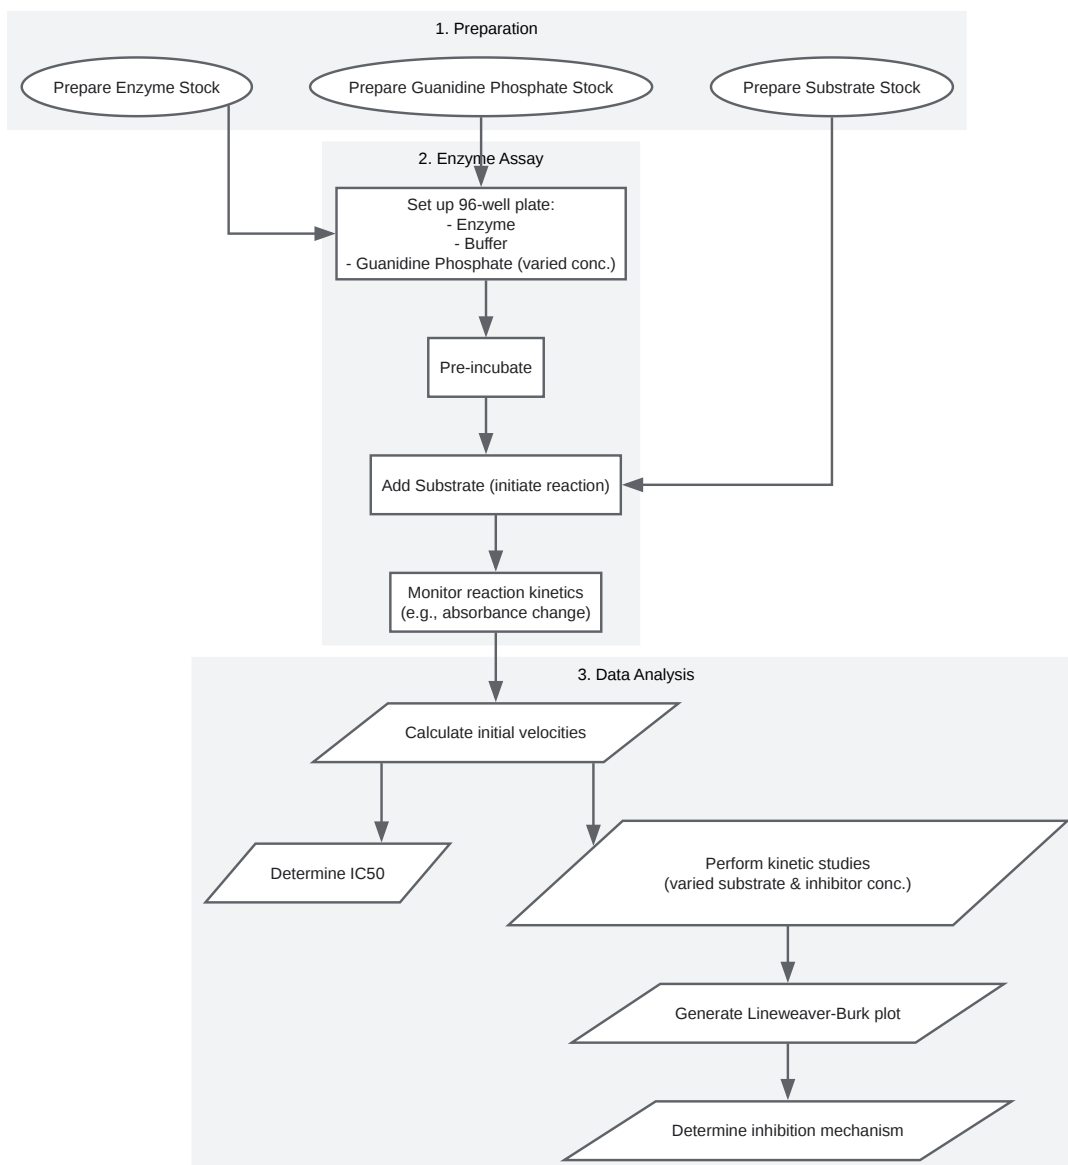 1. Preparation
Prepare Enzyme Stock
Prepare Guanidine Phosphate Stock
Prepare Substrate Stock
2. Enzyme Assay
Set up 96-well plate:
- Enzyme
- Buffer
- Guanidine Phosphate (varied conc.)
Pre-incubate
Add Substrate (initiate reaction)
Monitor reaction kinetics
(e.g., absorbance change)
3. Data Analysis
Calculate initial velocities
Determine IC50
Perform kinetic studies
(varied substrate & inhibitor conc.)
Generate Lineweaver-Burk plot
Determine inhibition mechanism